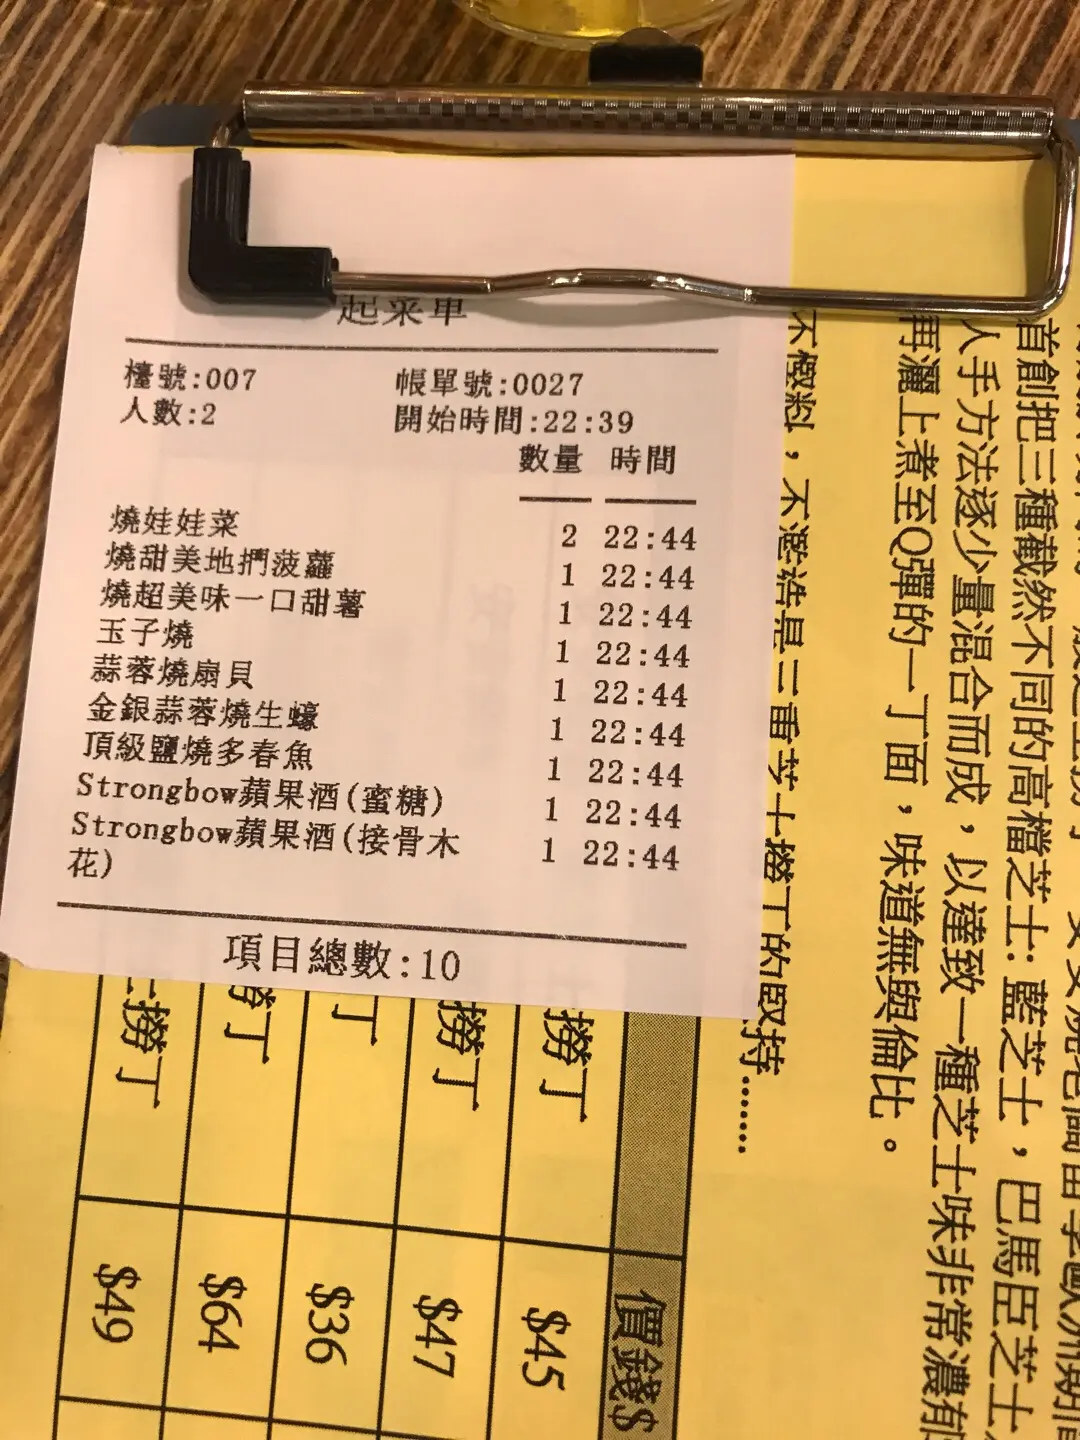 起菜單
檯號:007 帳單號:0027
人數:2 開始時間:22:39
數量 時間
燒娃娃菜 2 22:44
燒甜美地捫菠蘿 1 22:44
燒超美味一口甜薯 1 22:44
玉子燒 1 22:44
蒜蓉燒扇貝 1 22:44
金銀蒜蓉燒生蠔 1 22:44
頂級鹽燒多春魚 1 22:44
Strongbow蘋果酒(蜜糖) 1 22:44
Strongbow蘋果酒(接骨木 1 22:44
花)
項目總數:10
首創把三種截然不同的高檔芝士:藍芝士,巴馬臣芝士
人手方法逐少量混合而成,以達致一種芝士味非常濃郁
再灑上煮至Q彈的一丁面,味道無與倫比。
三重芝士撈丁的堅持......
價錢$
撈丁 $45
撈丁 $47
丁 $36
撈丁 $64
撈丁 $49